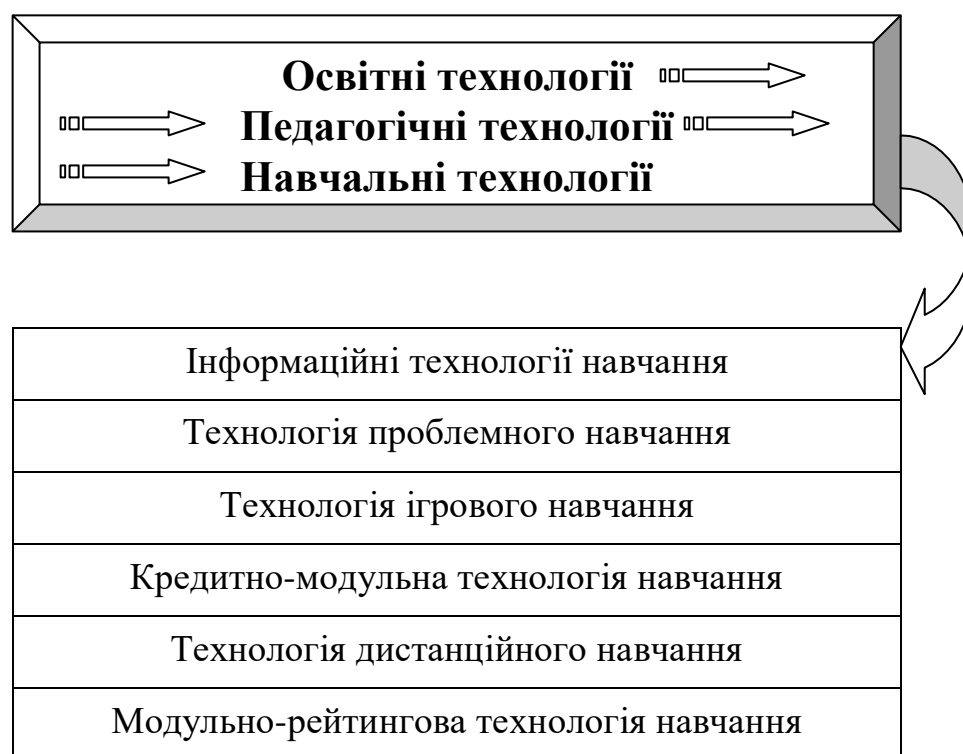 Освітні технології
Педагогічні технології
Навчальні технології
Інформаційні технології навчання
Технологія проблемного навчання
Технологія ігрового навчання
Кредитно-модульна технологія навчання
Технологія дистанційного навчання
Модульно-рейтингова технологія навчання